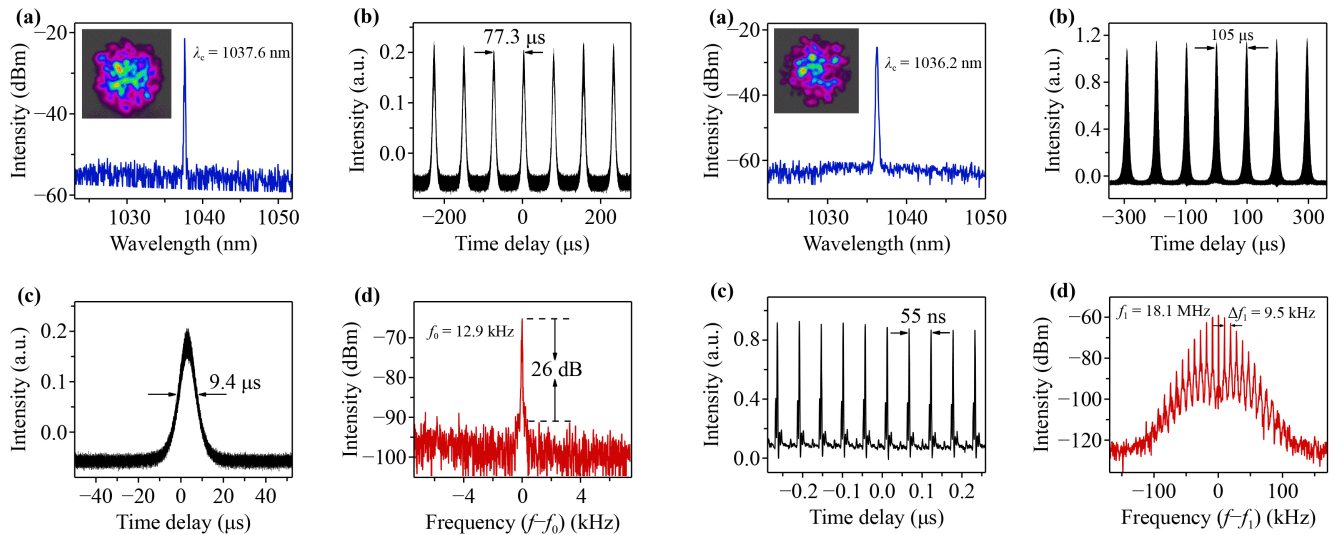 (a)
−20
−40
−60
Intensity (dBm)
λc = 1037.6 nm
1030
1040
1050
Wavelength (nm)
(b)
0.2
0.1
0.0
Intensity (a.u.)
77.3 μs
−200
0
200
Time delay (μs)
(a)
−20
−40
−60
Intensity (dBm)
λc = 1036.2 nm
1030
1040
1050
Wavelength (nm)
(b)
1.2
0.8
0.4
0.0
Intensity (a.u.)
105 μs
−300
-100
100
300
Time delay (μs)
(c)
0.2
0.1
0.0
Intensity (a.u.)
9.4 μs
−40
−20
0
20
40
Time delay (μs)
(d)
−70
−80
−90
−100
Intensity (dBm)
f0 = 12.9 kHz
26 dB
−4
0
4
Frequency (f−f0) (kHz)
(c)
0.8
0.4
0.0
Intensity (a.u.)
55 ns
−0.2
−0.1
0.0
0.1
0.2
Time delay (μs)
(d)
−60
−80
−100
−120
Intensity (dBm)
f1 = 18.1 MHz
Δf1 = 9.5 kHz
−100
0
100
Frequency (f−f1) (kHz)